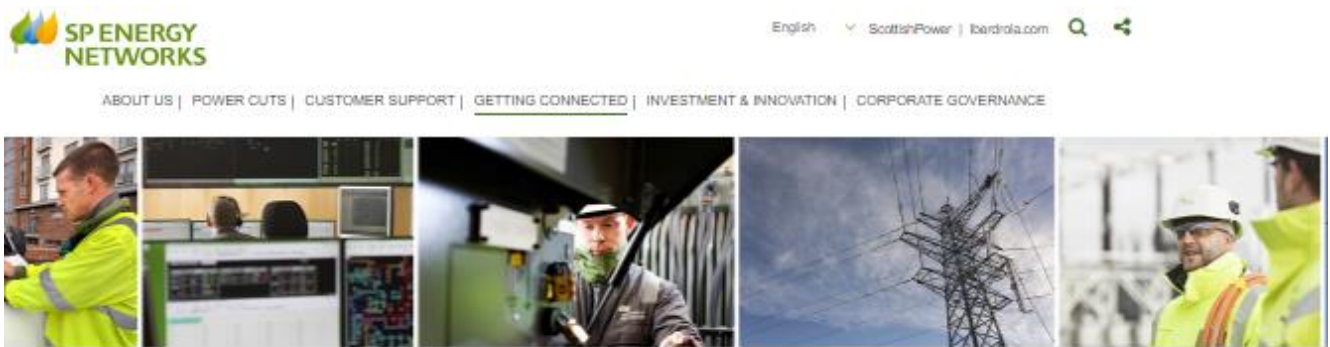 SP ENERGY
NETWORKS
English
ScottishPower | Iberdrola.com
ABOUT US | POWER CUTS | CUSTOMER SUPPORT | GETTING CONNECTED | INVESTMENT & INNOVATION | CORPORATE GOVERNANCE